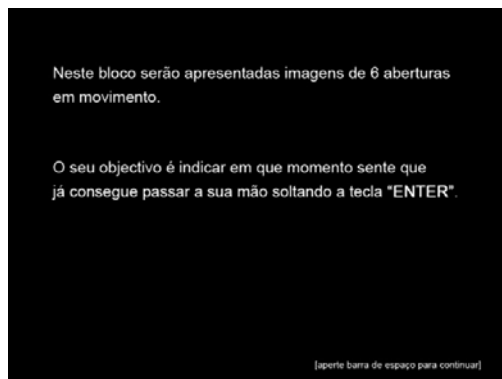 Neste bloco serão apresentadas imagens de 6 aberturas
em movimento.
O seu objectivo é indicar em que momento sente que
já consegue passar a sua mão soltando a tecla "ENTER".
[aperte barra de espaço para continuar]